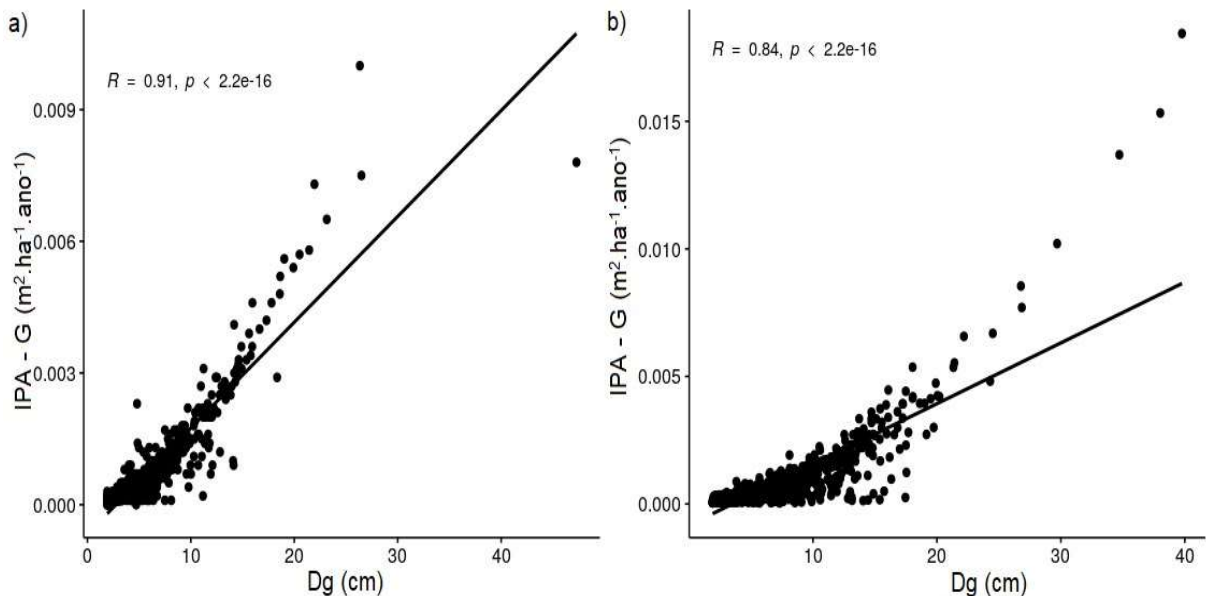 a)
R = 0.91, p < 2.2e-16
IPA - G (m².ha⁻¹.ano⁻¹)
0.009
0.006
0.003
0.000
0 10 20 30 40
Dg (cm)
b)
R = 0.84, p < 2.2e-16
IPA - G (m².ha⁻¹.ano⁻¹)
0.015
0.010
0.005
0.000
10 20 30 40
Dg (cm)